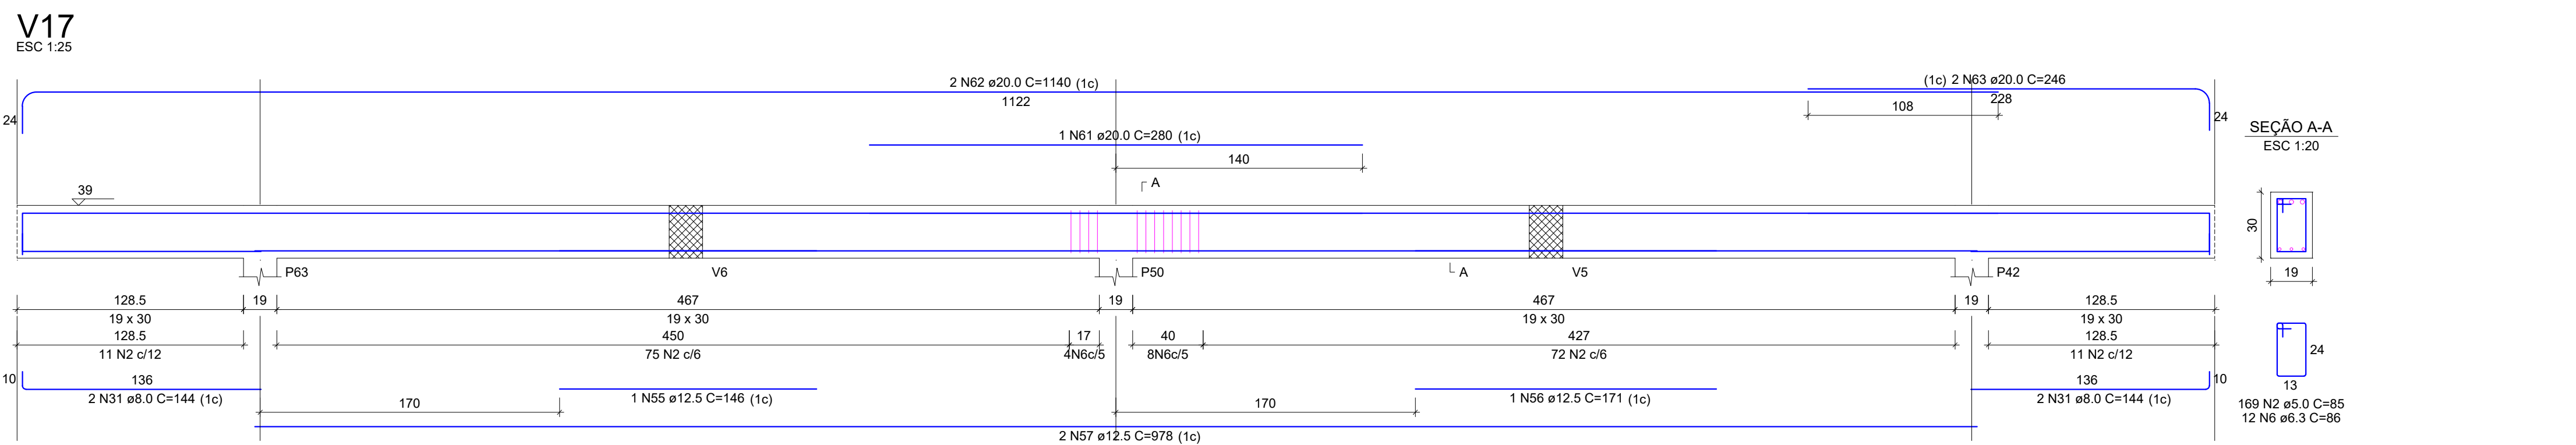 V17
ESC 1:25
2 N62 ø20.0 C=1140 (1c)
1122
24
(1c) 2 N63 ø20.0 C=246
228
108
24
1 N61 ø20.0 C=280 (1c)
140
A
39
P63
V6
P50
A
V5
P42
128.5
19
467
19
467
19
128.5
19 x 30
19 x 30
19 x 30
19 x 30
128.5
450
17
40
427
128.5
11 N2 c/12
75 N2 c/6
4N6c/5
8N6c/5
72 N2 c/6
11 N2 c/12
10
136
2 N31 ø8.0 C=144 (1c)
170
1 N55 ø12.5 C=146 (1c)
170
1 N56 ø12.5 C=171 (1c)
136
10
2 N31 ø8.0 C=144 (1c)
2 N57 ø12.5 C=978 (1c)
SEÇÃO A-A
ESC 1:20
30
19
24
13
169 N2 ø5.0 C=85
12 N6 ø6.3 C=86